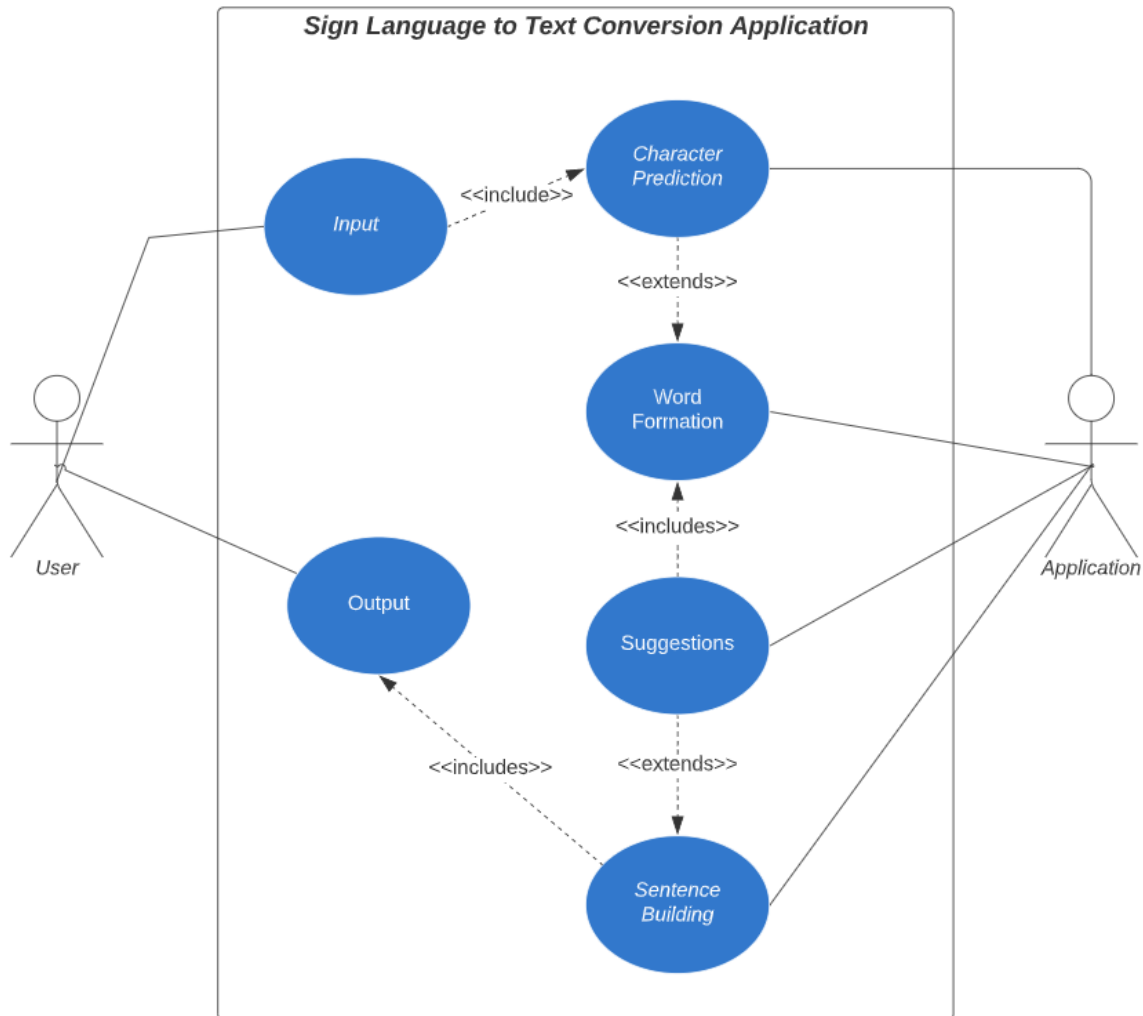 Sign Language to Text Conversion Application
Character
Prediction
<<include>>
Input
<<extends>>
Word
Formation
<<includes>>
User
Application
Output
Suggestions
<<includes>>
<<extends>>
Sentence
Building